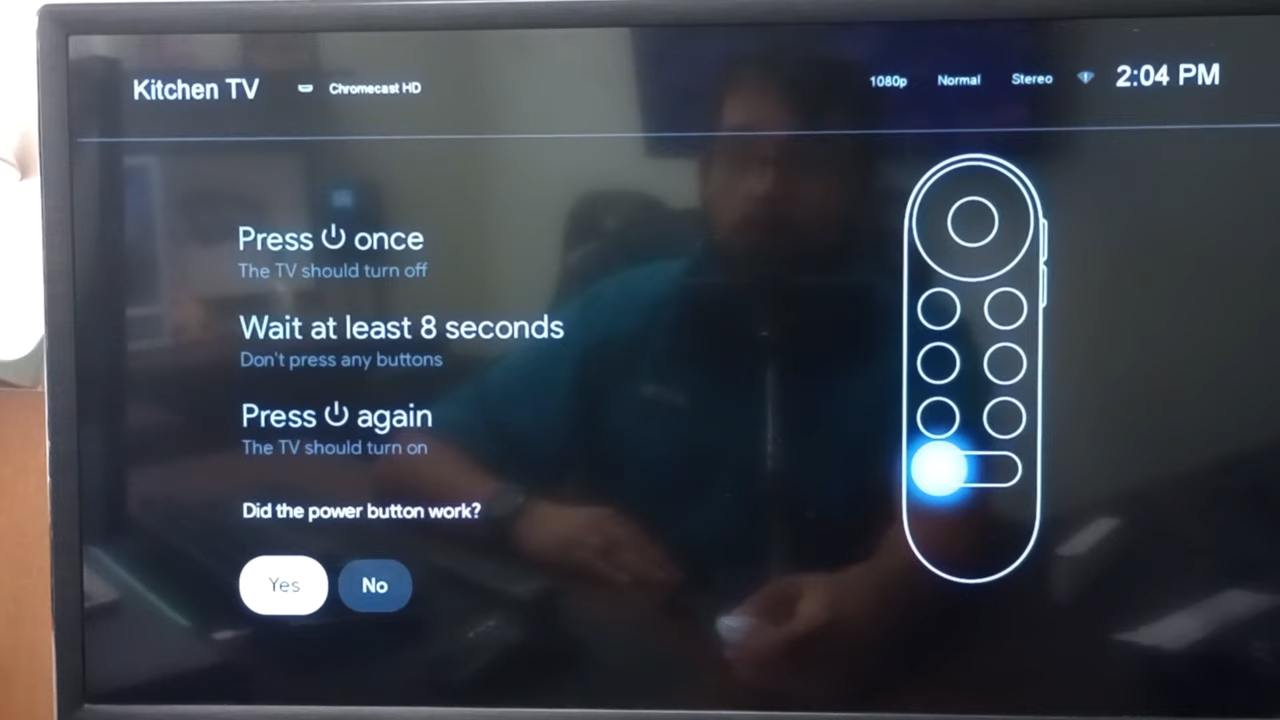 Kitchen TV Chromecast HD 1080p Normal Stereo 2:04 PM
Press ⏻ once
The TV should turn off
Wait at least 8 seconds
Don't press any buttons
Press ⏻ again
The TV should turn on
Did the power button work?
Yes No